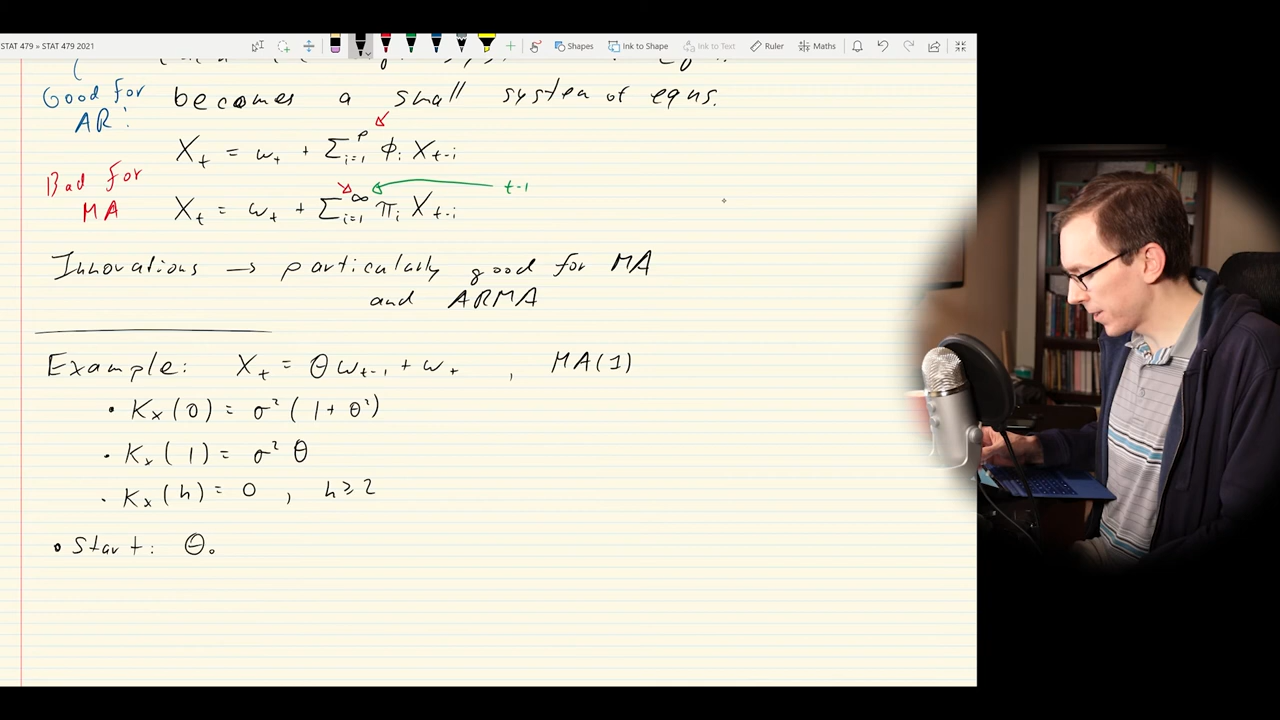 STAT 479 » STAT 479 2021
Shapes Ink to Shape Ink to Text Ruler Maths
Good for AR!
becomes a small system of eqns.
X_t = w_t + Σ_{i=1}^{p} ϕ_i X_{t-i}
Bad for MA
X_t = w_t + Σ_{i=1}^{∞} π_i X_{t-i}
t-1
Innovations → particularly good for MA
and ARMA
Example: X_t = θ w_{t-1} + w_t , MA(1)
• K_X(0) = σ²(1+θ²)
• K_X(1) = σ² θ
• K_X(h) = 0 , h ≥ 2
• Start: Θ.